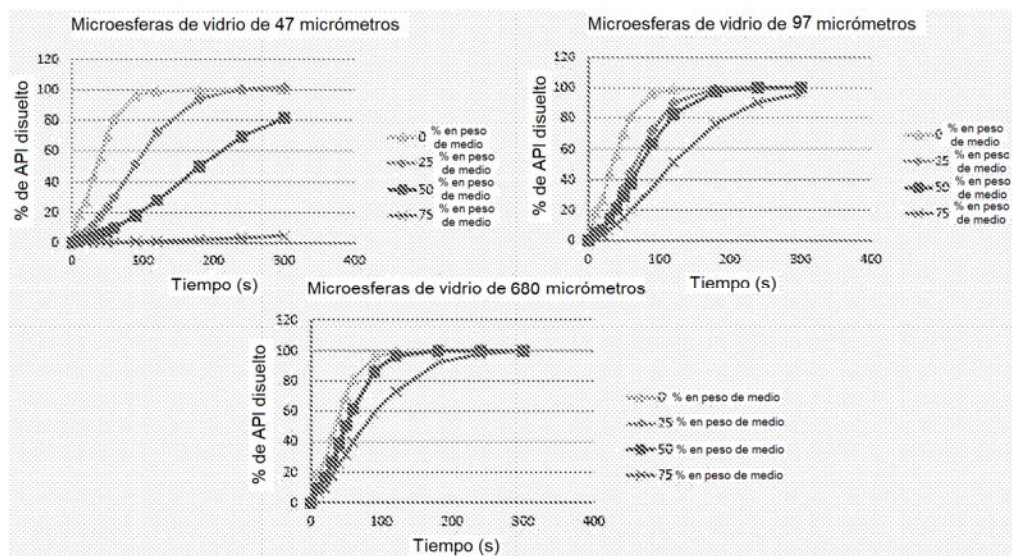 Microesferas de vidrio de 47 micrómetros
% de API disuelto
120
100
80
60
40
20
0
0
100
200
300
400
Tiempo (s)
0 % en peso de medio
25 % en peso de medio
50 % en peso de medio
75 % en peso de medio
Microesferas de vidrio de 97 micrómetros
% de API disuelto
120
100
80
60
40
20
0
0
100
200
300
400
Tiempo (s)
0 % en peso de medio
25 % en peso de medio
50 % en peso de medio
75 % en peso de medio
Microesferas de vidrio de 680 micrómetros
% de API disuelto
120
100
80
60
40
20
0
0
100
200
300
400
Tiempo (s)
0 % en peso de medio
25 % en peso de medio
50 % en peso de medio
75 % en peso de medio